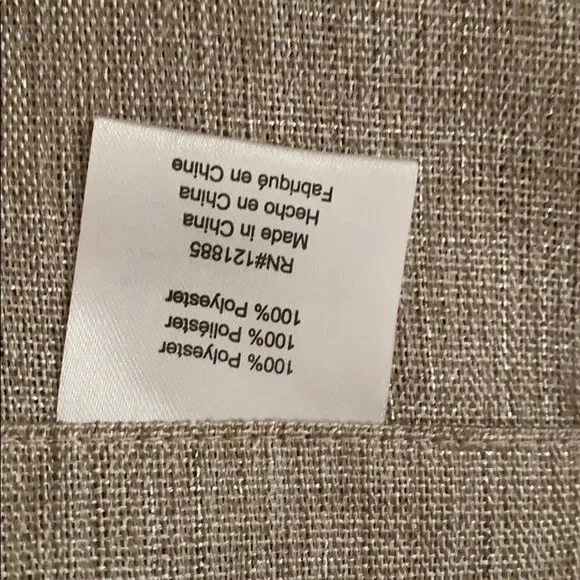 100% Polyester
100% Poliéster
100% Polyester
RN#121885
Made in China
Hecho en China
Fabriqué en Chine